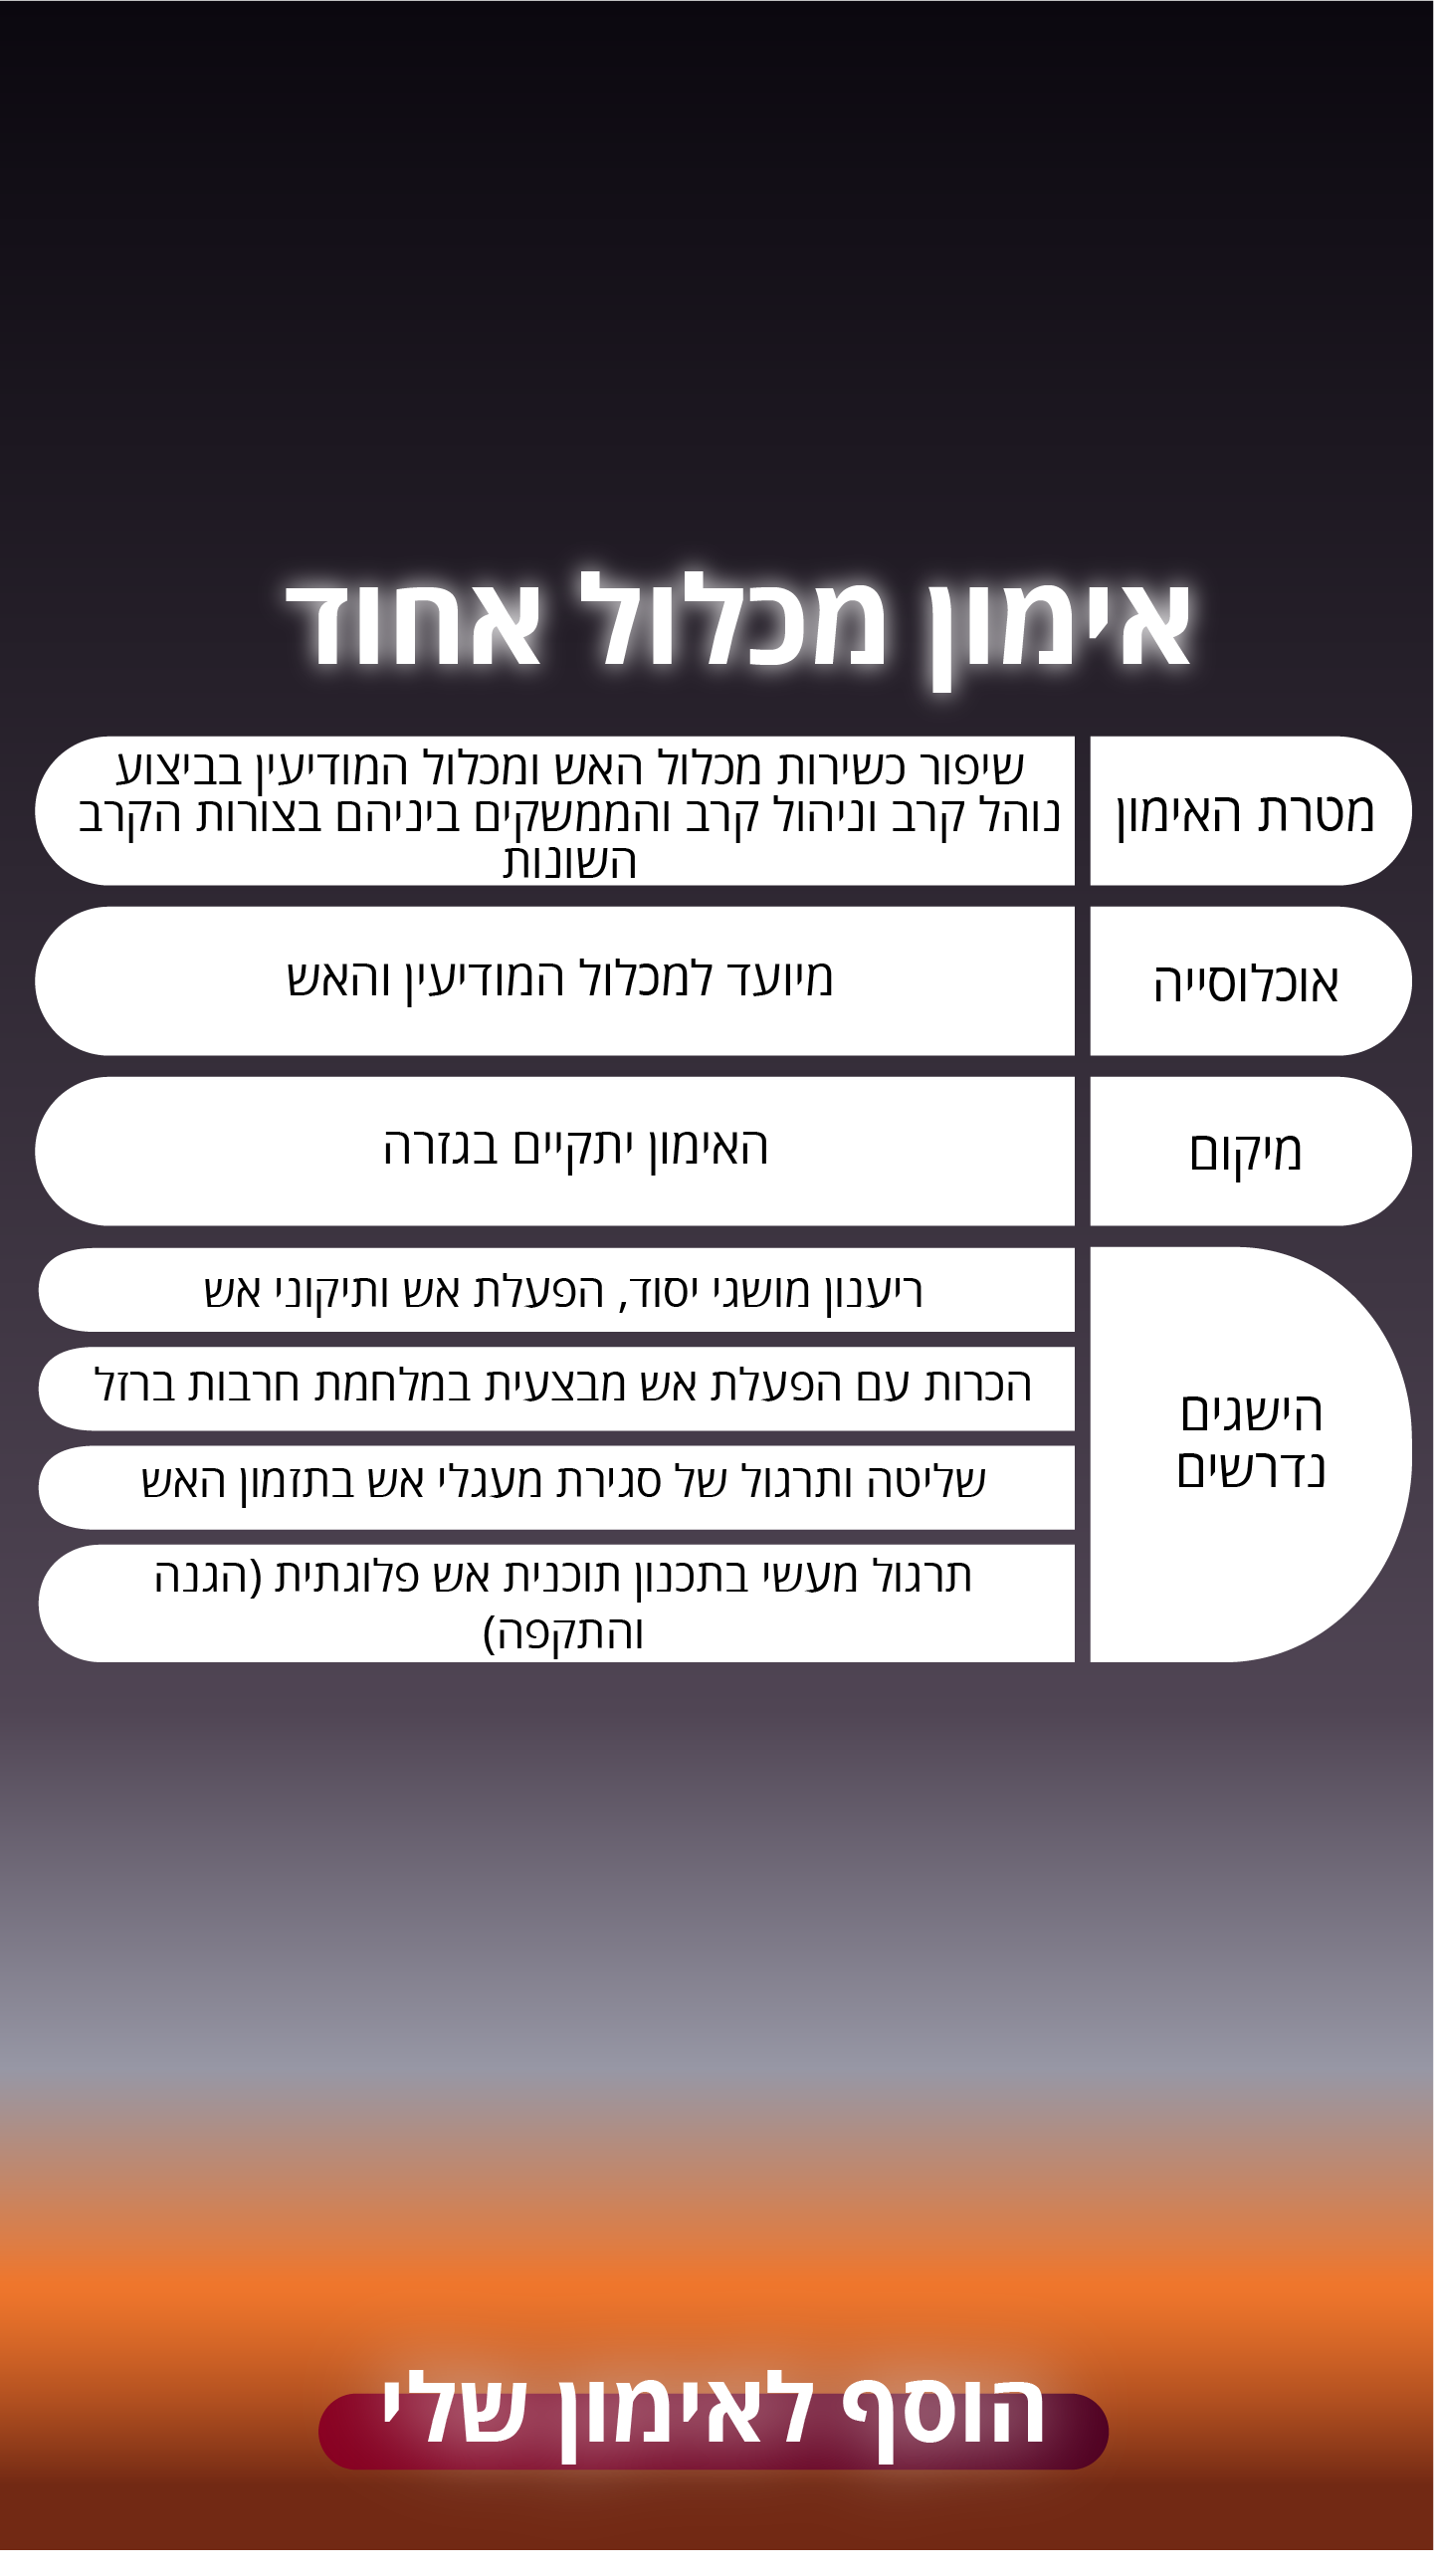 אימון מכלול אחוד
מטרת האימון
שיפור כשירות מכלול האש ומכלול המודיעין בביצוע
נוהל קרב וניהול קרב והממשקים ביניהם בצורות הקרב
השונות
אוכלוסייה
מיועד למכלול המודיעין והאש
מיקום
האימון יתקיים בגזרה
הישגים
נדרשים
ריענון מושגי יסוד, הפעלת אש ותיקוני אש
הכרות עם הפעלת אש מבצעית במלחמת חרבות ברזל
שליטה ותרגול של סגירת מעגלי אש בתזמון האש
תרגול מעשי בתכנון תוכנית אש פלוגתית (הגנה
והתקפה)
הוסף לאימון שלי